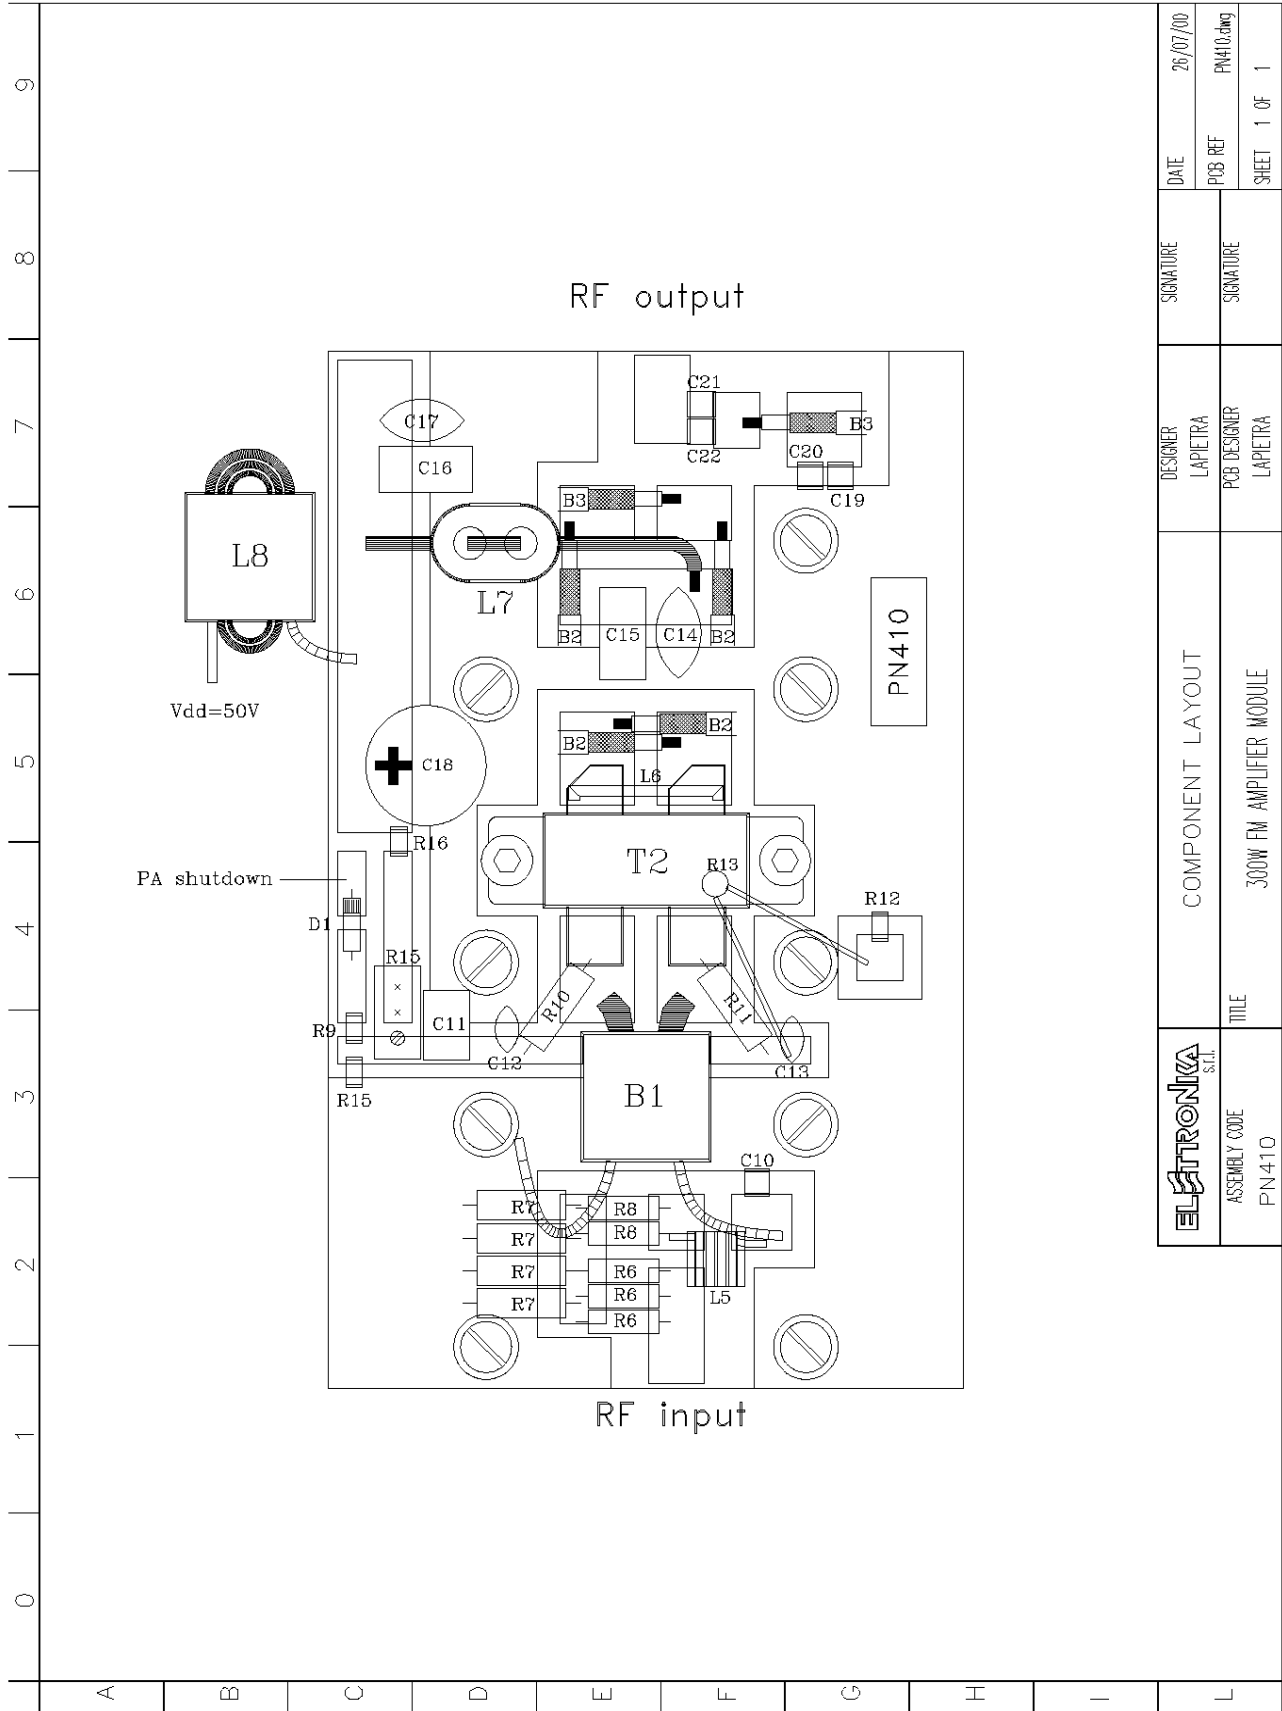 9
8
7
6
5
4
3
2
1
0
A
B
C
D
E
F
G
H
I
L
RF output
C21
C17
B3
C22
C20
C16
C19
B3
L8
L7
B2
C15
C14
B2
PN410
Vdd=50V
B2
B2
C18
L6
R16
T2
R13
PA shutdown
R12
D1
R15
R10
R11
R9
C11
C12
C13
R15
B1
C10
R7
R8
R7
R8
R7
R6
R6
R7
L5
R6
RF input
DATE 26/07/00
PCB REF PN410.dwg
SHEET 1 OF 1
SIGNATURE
SIGNATURE
DESIGNER
LAPIETRA
PCB DESIGNER
LAPIETRA
COMPONENT LAYOUT
TITLE
300W FM AMPLIFIER MODULE
ELETTRONIKA
s.r.l.
ASSEMBLY CODE
PN410